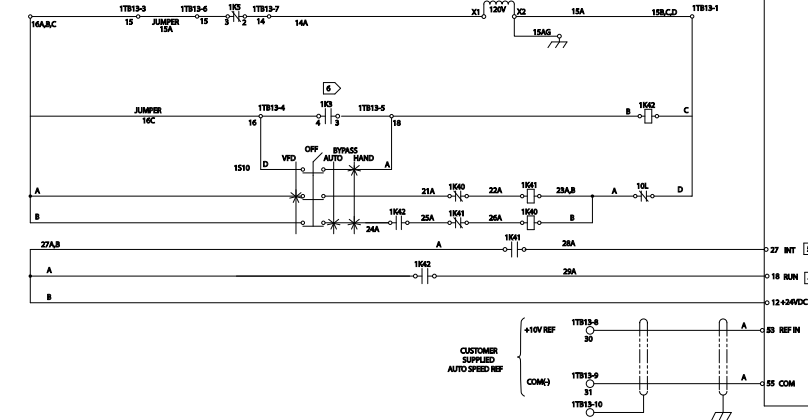 1TB13-3 1TB13-6 1K5 1TB13-7 X1 120V X2 15A 15B,C,D 1TB13-1
16A,B,C 15 JUMPER 15 3 2 14 14A
15A
15AG
6
JUMPER 1TB13-4 1K3 1TB13-5 B 1K42 C
16C 16 4 3 18
OFF BYPASS
VFD AUTO HAND
1S10 D A
A 21A 1K40 22A 1K41 23A,B A 10L D
B 24A 1K42 25A 1K41 26A 1K40 B
27A,B A 1K41 28A 27 INT
A 1K42 29A 18 RUN
B 12 +24VDC
CUSTOMER
SUPPLIED
AUTO SPEED REF
+10V REF 1TB13-8 A 53 REF IN
30
COM(-) 1TB13-9 A 55 COM
31
1TB13-10